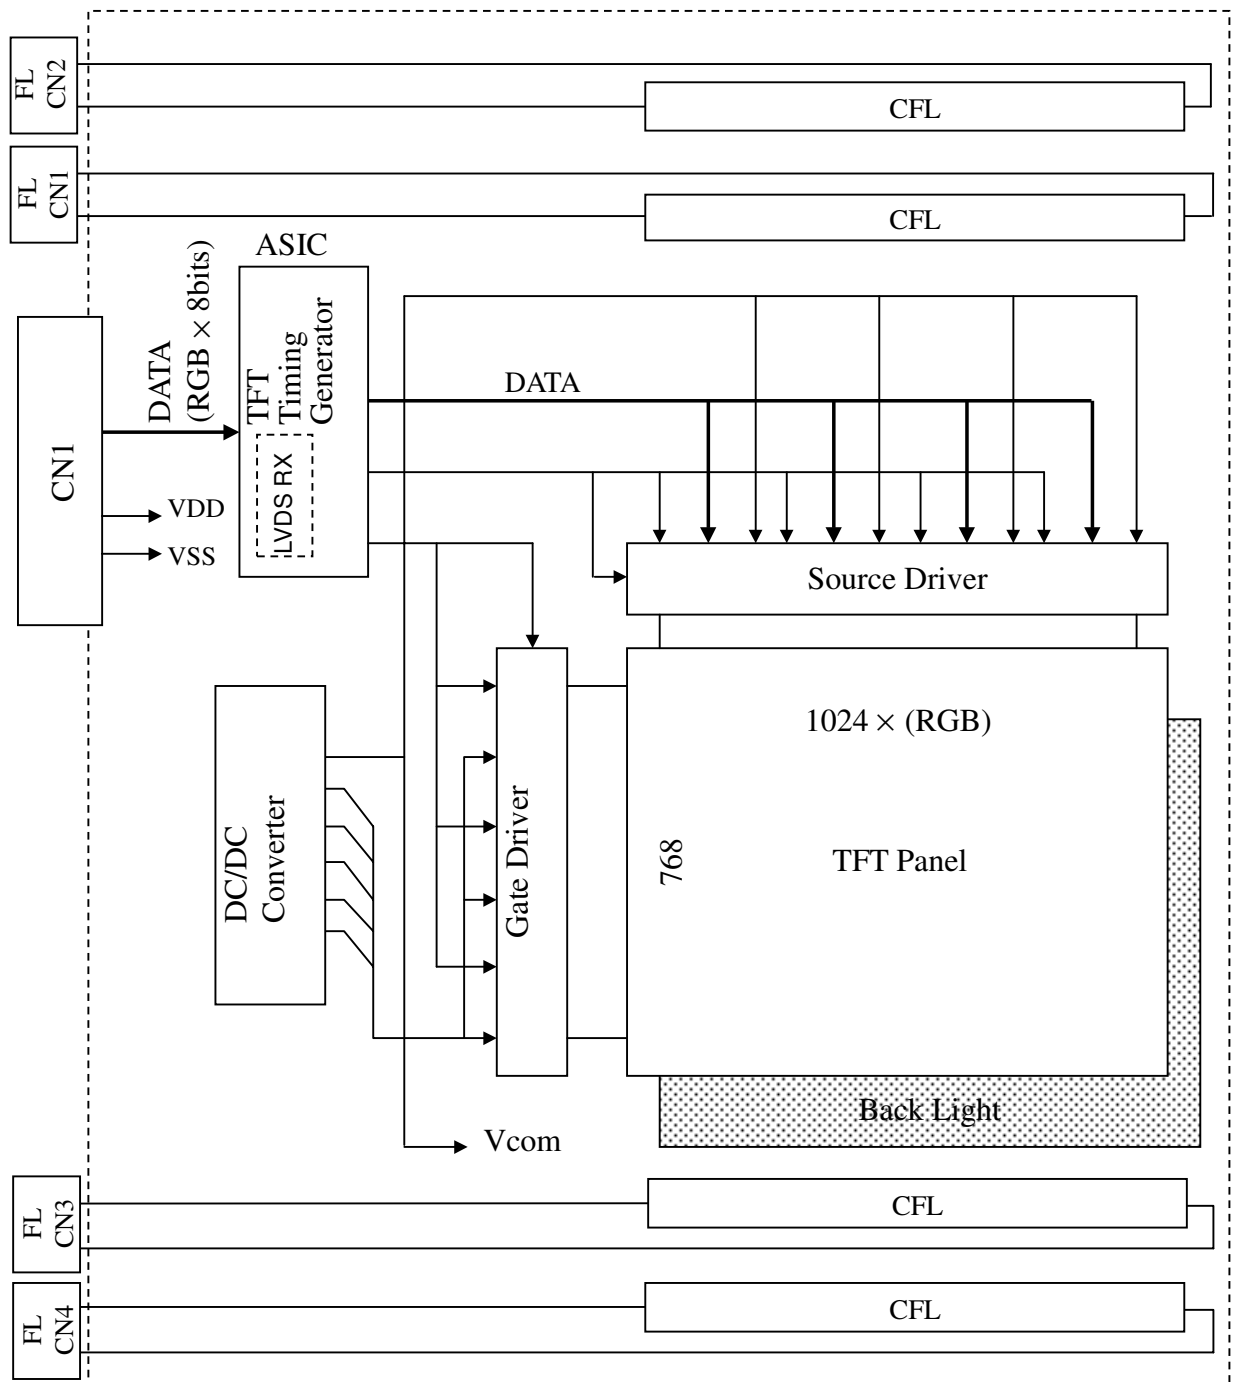 FL
CN2
CFL
FL
CN1
CFL
ASIC
DATA
(RGB × 8bits)
TFT
Timing
Generator
LVDS RX
DATA
CN1
VDD
VSS
Source Driver
1024 × (RGB)
768
TFT Panel
DC/DC
Converter
Gate Driver
Back Light
Vcom
FL
CN3
CFL
FL
CN4
CFL